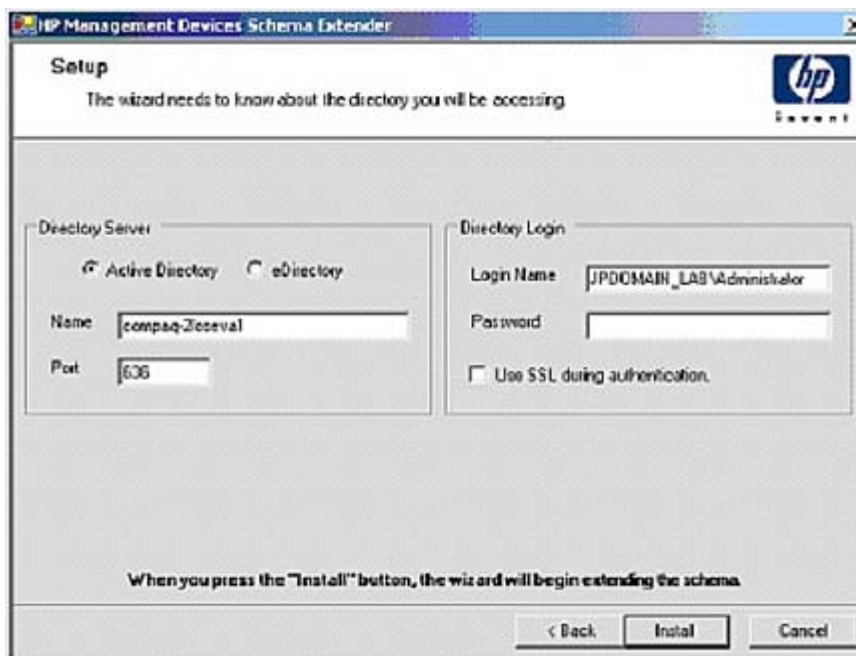 HP Management Devices Schema Extender
Setup
The wizard needs to know about the directory you will be accessing.
hp
invent
Directory Server
Active Directory
eDirectory
Name
Port
636
Directory Login
Login Name
JPDOMAIN_LAB\Administrator
Password
Use SSL during authentication.
When you press the "Install" button, the wizard will begin extending the schema.
< Back
Install
Cancel